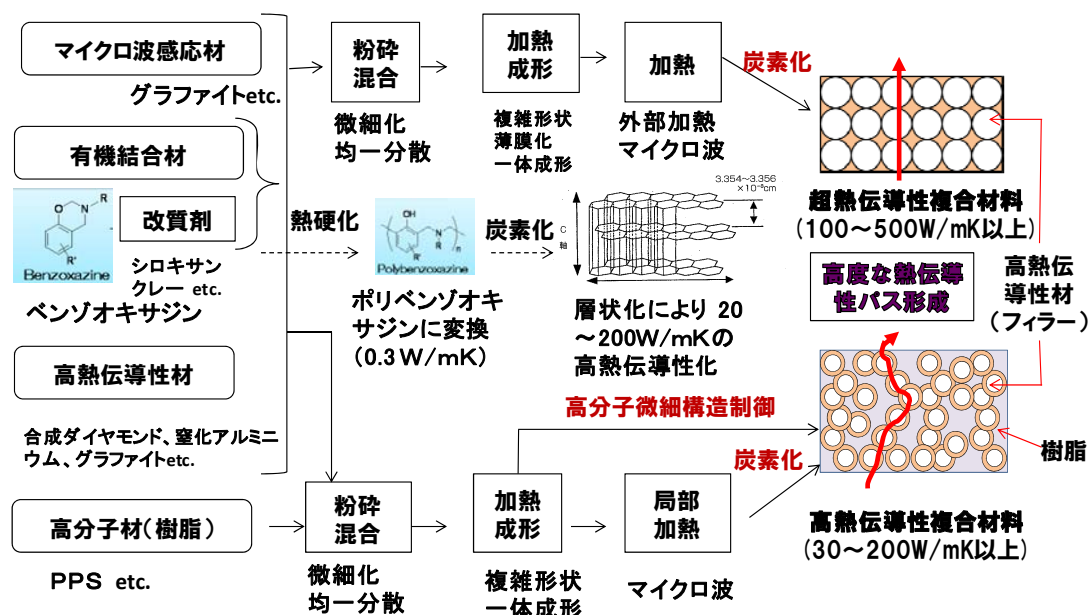 マイクロ波感応材
グラファイトetc.
粉砕
混合
微細化
均一分散
加熱
成形
複雑形状
薄膜化
一体成形
加熱
外部加熱
マイクロ波
炭素化
有機結合材
改質剤
シロキサン
クレー etc.
O
N
R
R'
Benzoxazine
ベンゾオキサジン
熱硬化
OH
N
R
R'
n
Polybenzoxazine
ポリベンゾオキ
サジンに変換
(0.3W/mK)
炭素化
3.354～3.356
×10⁻⁸cm
C
軸
層状化により 20
～200W/mKの
高熱伝導性化
超熱伝導性複合材料
(100～500W/mK以上)
高度な熱伝導
性パス形成
高熱伝
導性材
(フィラー)
高熱伝導性材
合成ダイヤモンド、窒化アルミニ
ウム、グラファイトetc.
高分子微細構造制御
炭素化
樹脂
高分子材(樹脂)
PPS etc.
粉砕
混合
微細化
均一分散
加熱
成形
複雑形状
一体成形
局部
加熱
マイクロ波
高熱伝導性複合材料
(30～200W/mK以上)